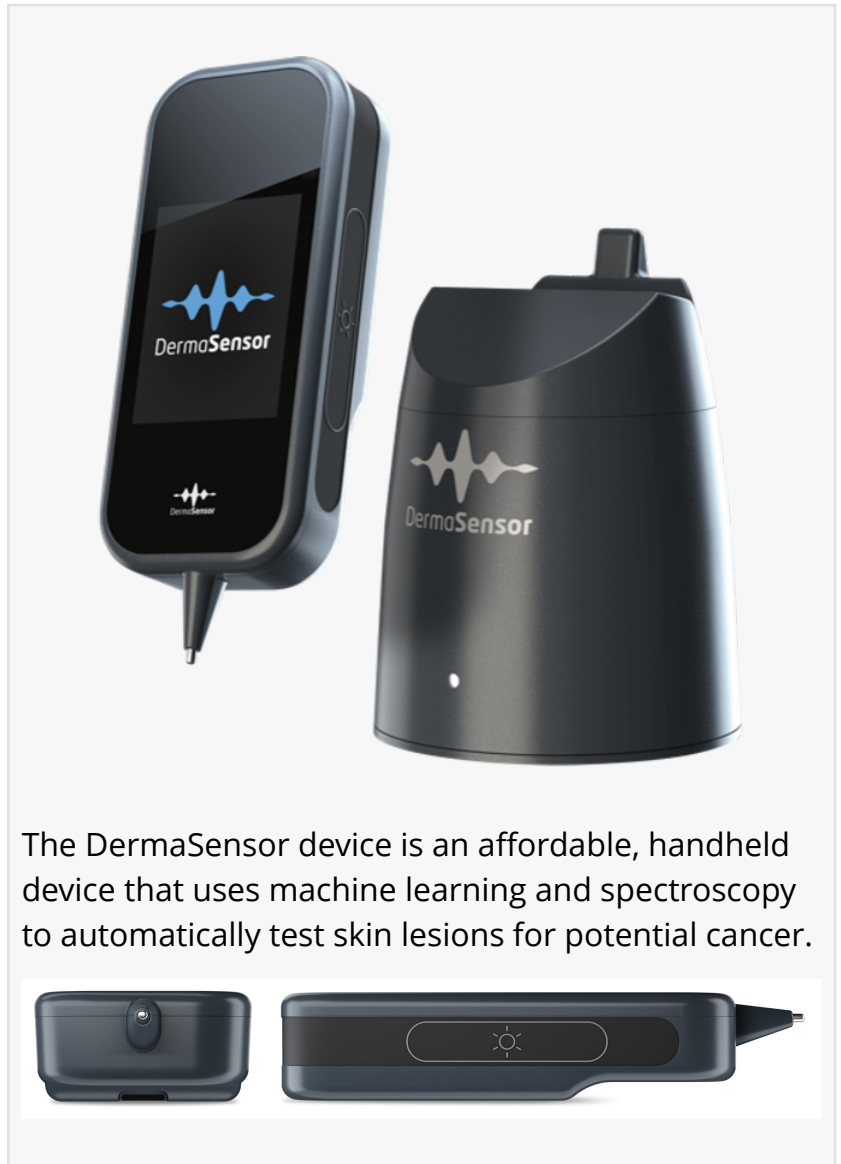 DermaSensor
DermaSensor
DermaSensor
The DermaSensor device is an affordable, handheld
device that uses machine learning and spectroscopy
to automatically test skin lesions for potential cancer.